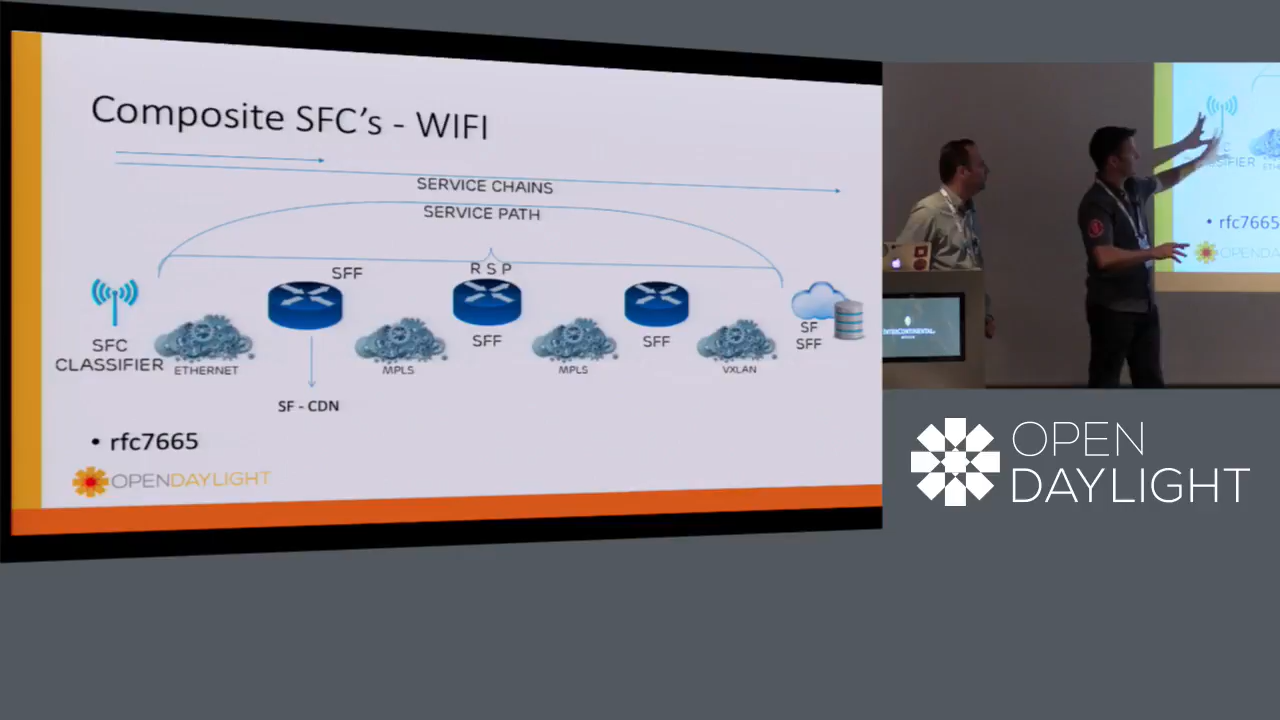 Composite SFC's - WIFI
SERVICE CHAINS
SERVICE PATH
SFF
R S P
SFC
CLASSIFIER
ETHERNET
MPLS
SFF
MPLS
SFF
VXLAN
SF
SFF
SF - CDN
• rfc7665
OPENDAYLIGHT
• rfc7665
INTERCONTINENTAL
OPEN
DAYLIGHT